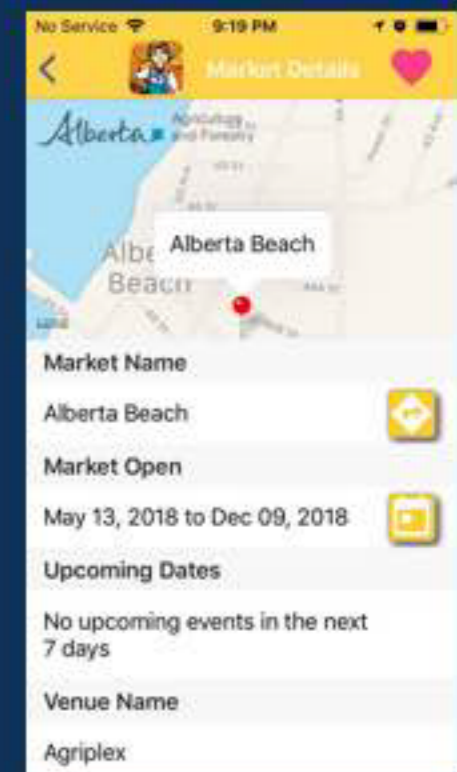 No Service 9:19 PM
Market Details
Alberta Agriculture and Forestry
Alberta Beach
Alberta
Beach
Market Name
Alberta Beach
Market Open
May 13, 2018 to Dec 09, 2018
Upcoming Dates
No upcoming events in the next
7 days
Venue Name
Agriplex